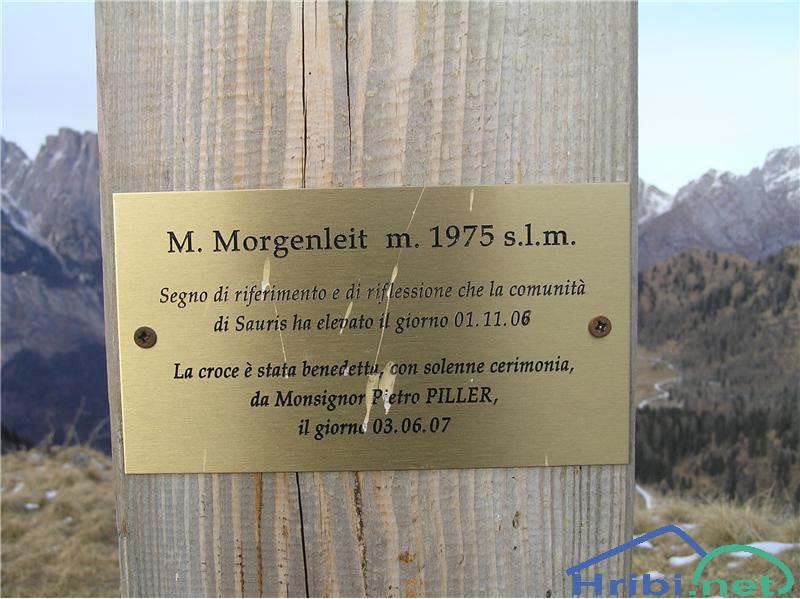 M. Morgenleit m. 1975 s.l.m.
Segno di riferimento e di riflessione che la comunità
di Sauris ha elevato il giorno 01.11.06
La croce è stata benedetta, con solenne cerimonia,
da Monsignor Pietro PILLER,
il giorno 03.06.07
Hribi.net